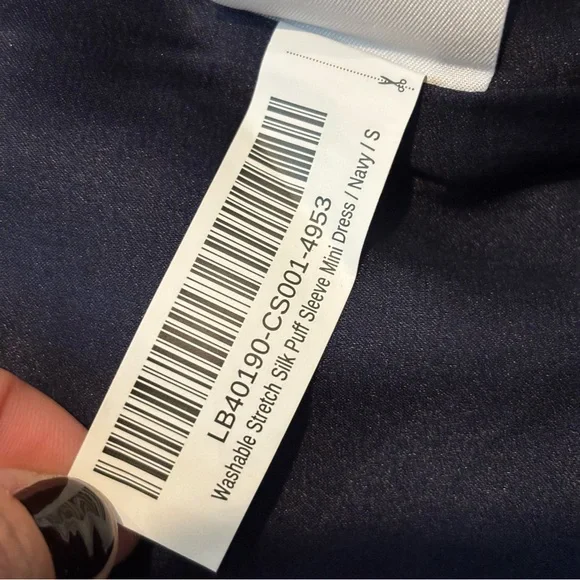 LB40190-CS001-4953
Washable Stretch Silk Puff Sleeve Mini Dress / Navy / S